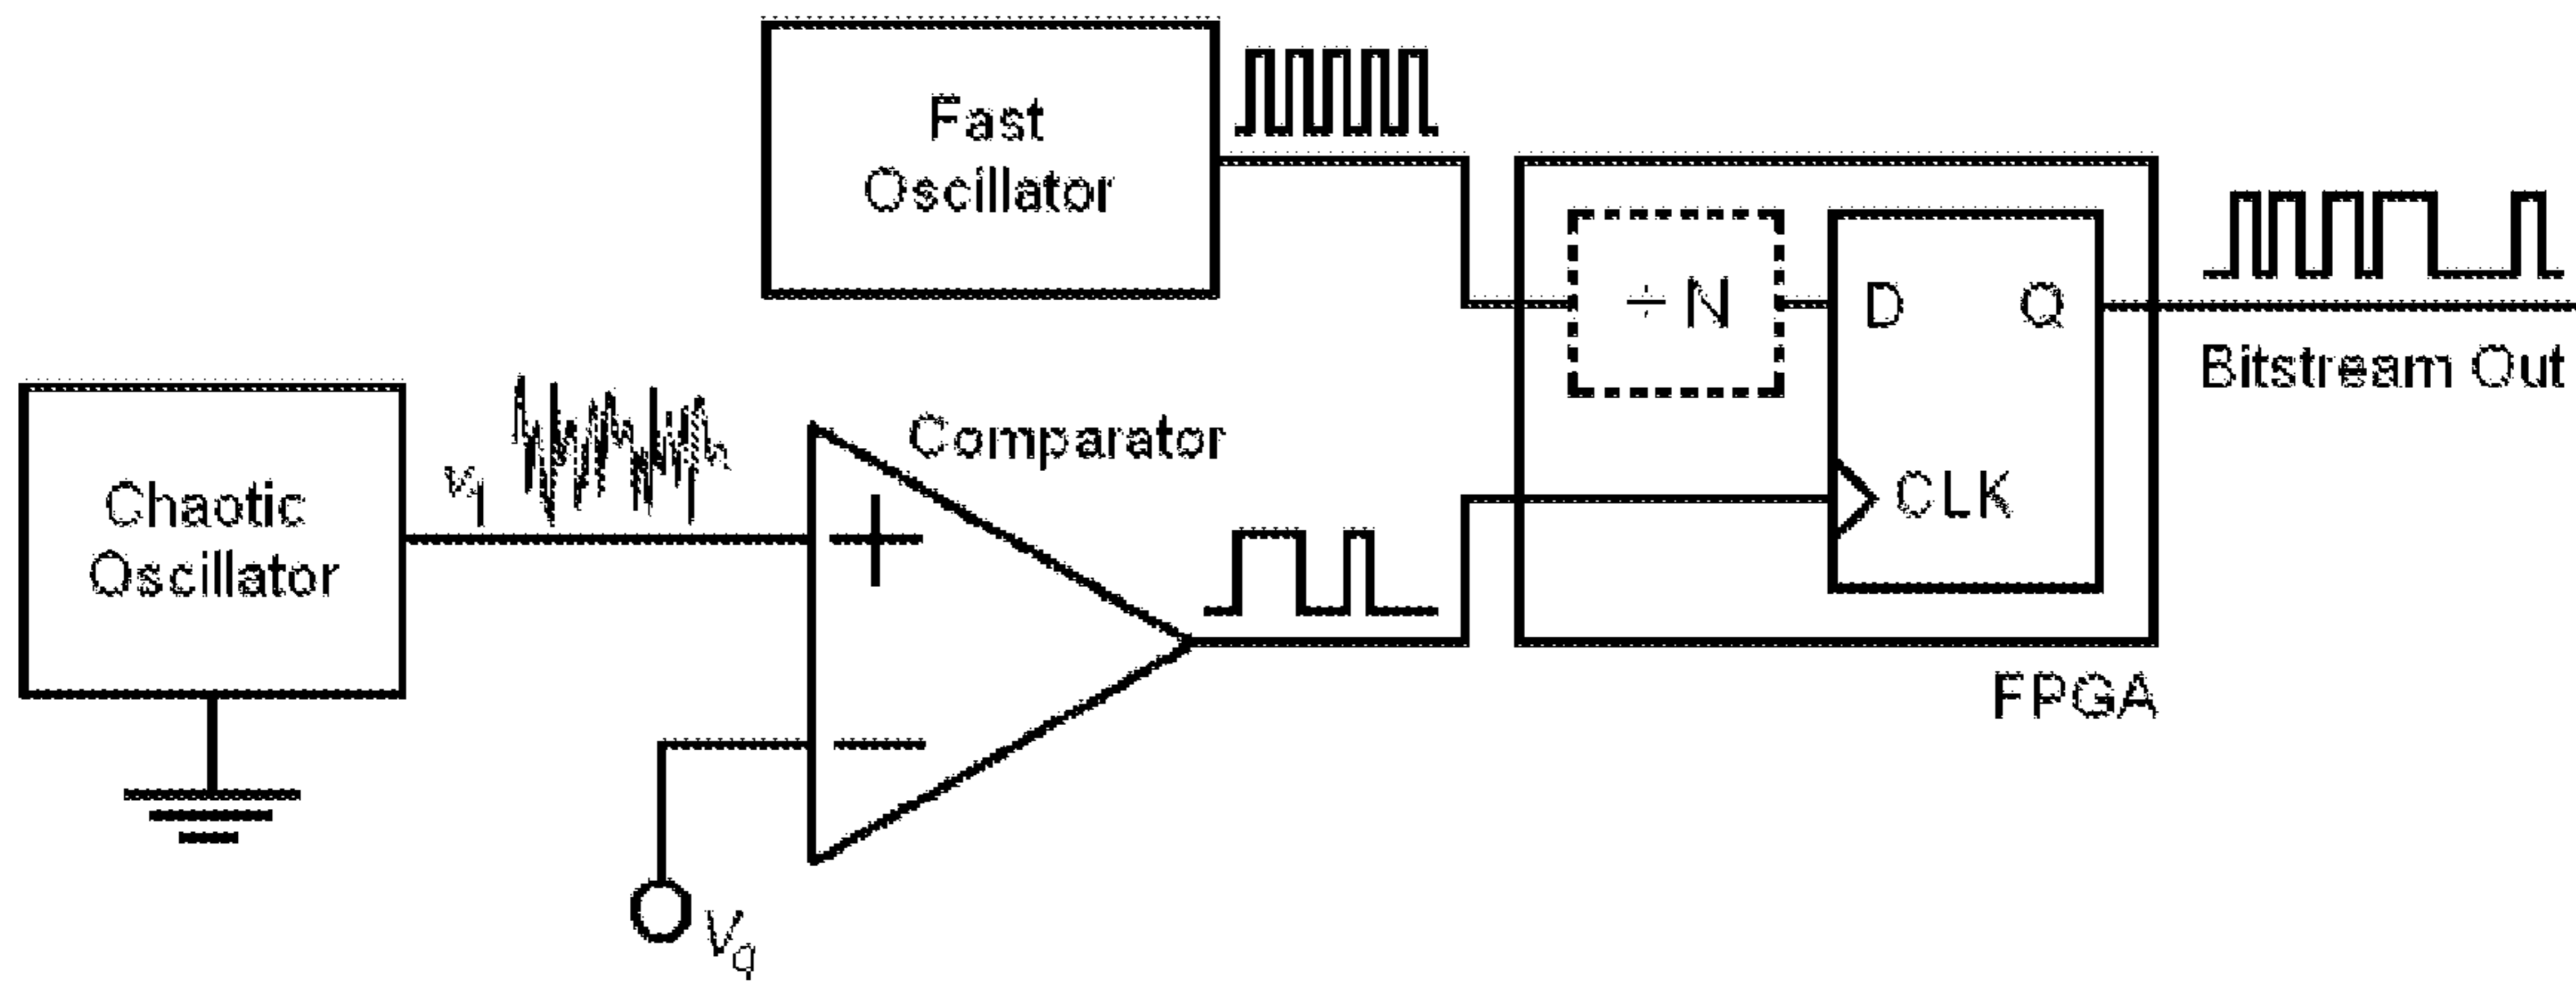 Fast
Oscillator
÷ N
D
Q
Bitstream Out
Chaotic
Oscillator
v1
Comparator
+
CLK
−
FPGA
Vq